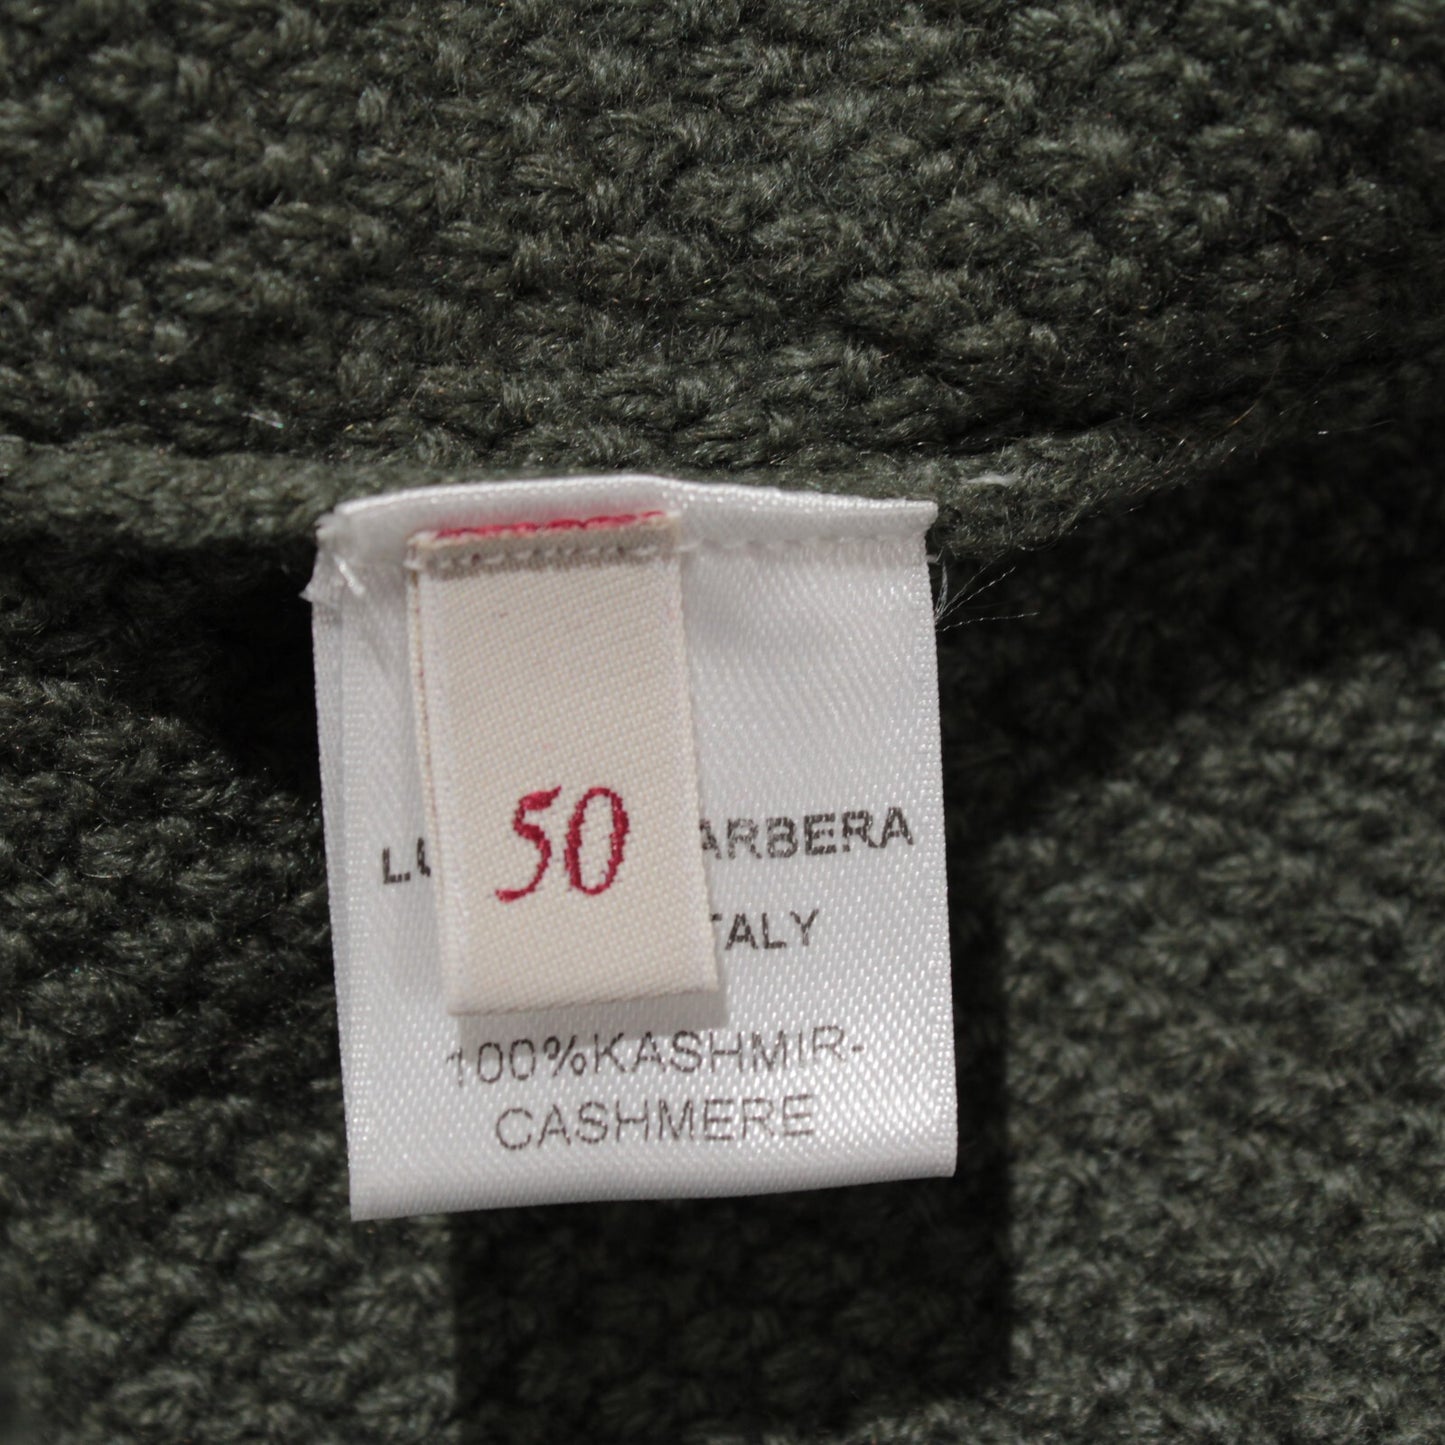 50
ARBERA
TALY
100%KASHMIR-
CASHMERE